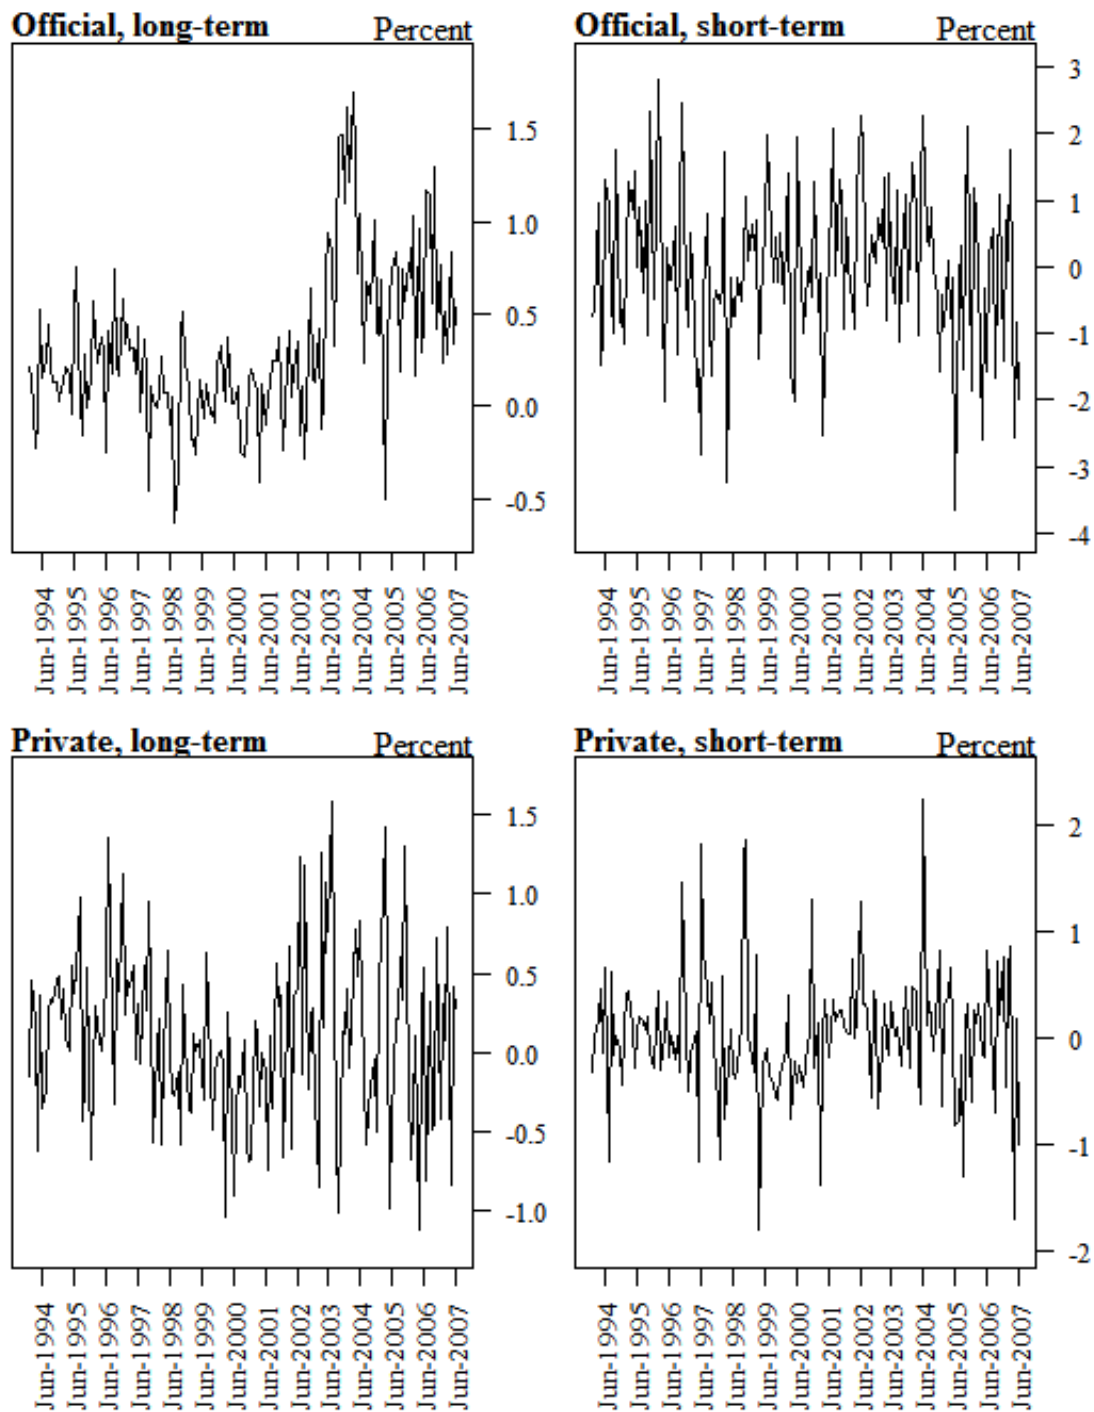 Official, long-term Percent
Official, short-term Percent
1.5
1.0
0.5
0.0
-0.5
3
2
1
0
-1
-2
-3
-4
Jun-1994
Jun-1995
Jun-1996
Jun-1997
Jun-1998
Jun-1999
Jun-2000
Jun-2001
Jun-2002
Jun-2003
Jun-2004
Jun-2005
Jun-2006
Jun-2007
Jun-1994
Jun-1995
Jun-1996
Jun-1997
Jun-1998
Jun-1999
Jun-2000
Jun-2001
Jun-2002
Jun-2003
Jun-2004
Jun-2005
Jun-2006
Jun-2007
Private, long-term Percent
Private, short-term Percent
1.5
1.0
0.5
0.0
-0.5
-1.0
2
1
0
-1
-2
Jun-1994
Jun-1995
Jun-1996
Jun-1997
Jun-1998
Jun-1999
Jun-2000
Jun-2001
Jun-2002
Jun-2003
Jun-2004
Jun-2005
Jun-2006
Jun-2007
Jun-1994
Jun-1995
Jun-1996
Jun-1997
Jun-1998
Jun-1999
Jun-2000
Jun-2001
Jun-2002
Jun-2003
Jun-2004
Jun-2005
Jun-2006
Jun-2007